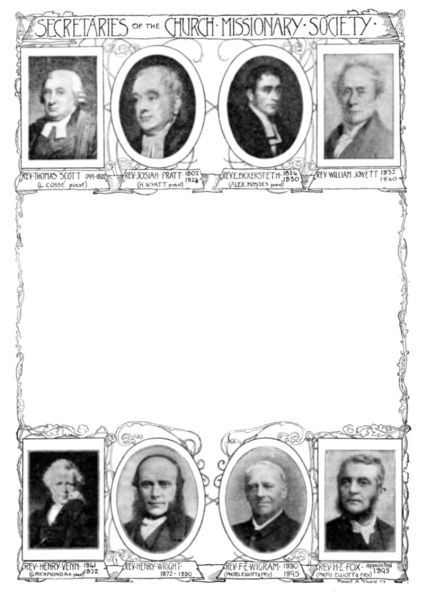 SECRETARIES OF THE CHURCH · MISSIONARY · SOCIETY ·
REV· THOMAS SCOTT 1799-1802
(L COSSÉ pinxt)
REV· JOSIAH · PRATT 1802 1824
(H. WYATT pinxt)
REV E. BICKERSTETH 1824 1830
(ALEX. MOSSES pinxt)
REV WILLIAM JOWETT 1832 1840
REV· HENRY· VENN 1841 1872
(G. RICHMOND R.A. pinxt)
REV· HENRY · WRIGHT
1872 - 1880
REV· F·E·WIGRAM 1880 1895
(PHOTO. ELLIOTT & FRY)
REV· H·E· FOX · appointed 1895
(PHOTO ELLIOTT & FRY)